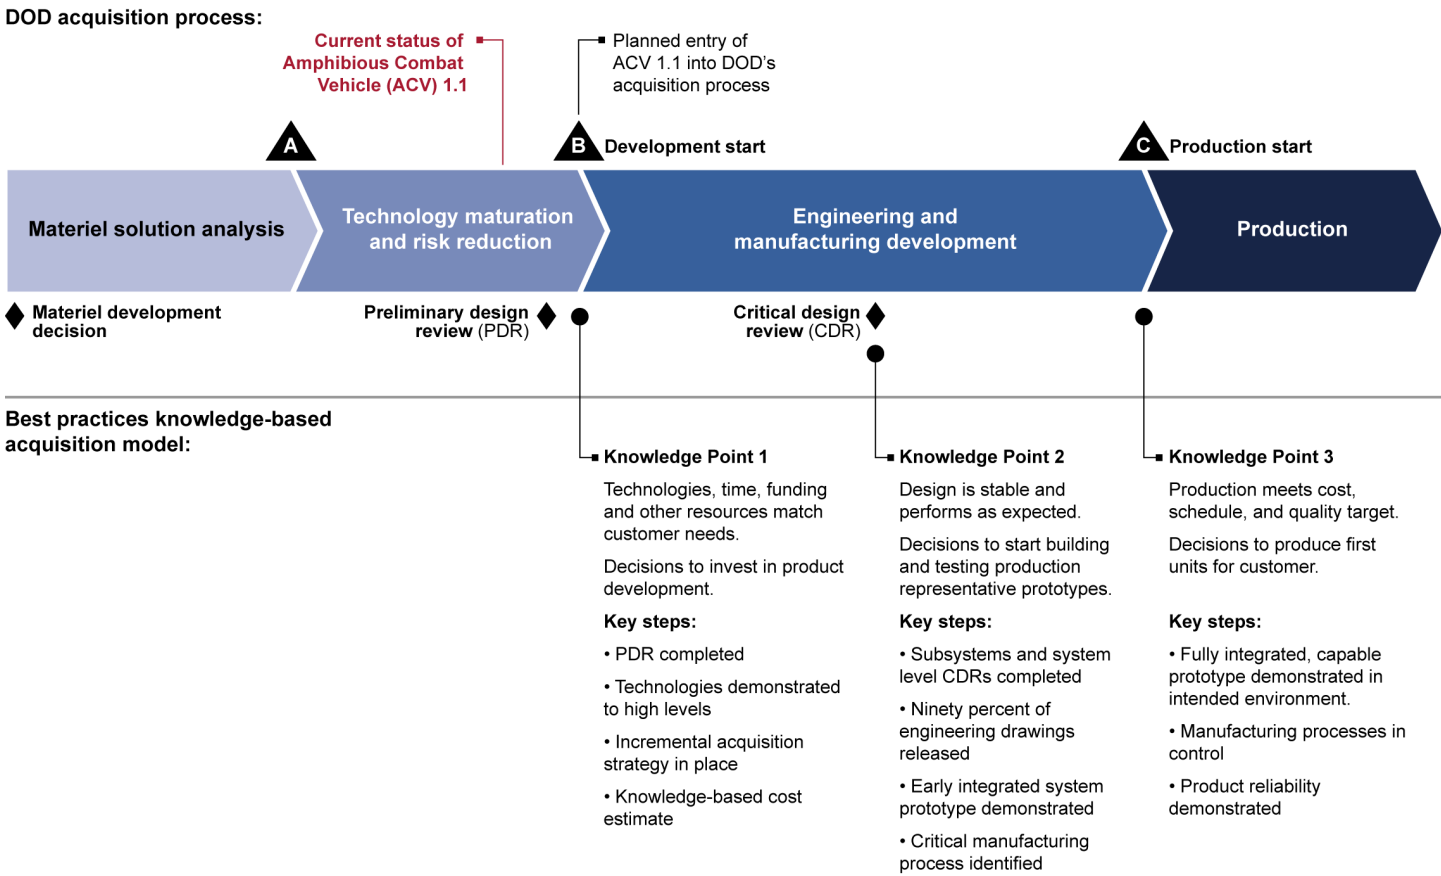 DOD acquisition process:
Current status of
Amphibious Combat
Vehicle (ACV) 1.1
Planned entry of
ACV 1.1 into DOD’s
acquisition process
A
B
Development start
C
Production start
Materiel solution analysis
Technology maturation
and risk reduction
Engineering and
manufacturing development
Production
Materiel development
decision
Preliminary design
review (PDR)
Critical design
review (CDR)
Best practices knowledge-based
acquisition model:
Knowledge Point 1
Technologies, time, funding
and other resources match
customer needs.
Decisions to invest in product
development.
Key steps:
• PDR completed
• Technologies demonstrated
to high levels
• Incremental acquisition
strategy in place
• Knowledge-based cost
estimate
Knowledge Point 2
Design is stable and
performs as expected.
Decisions to start building
and testing production
representative prototypes.
Key steps:
• Subsystems and system
level CDRs completed
• Ninety percent of
engineering drawings
released
• Early integrated system
prototype demonstrated
• Critical manufacturing
process identified
Knowledge Point 3
Production meets cost,
schedule, and quality target.
Decisions to produce first
units for customer.
Key steps:
• Fully integrated, capable
prototype demonstrated in
intended environment.
• Manufacturing processes in
control
• Product reliability
demonstrated